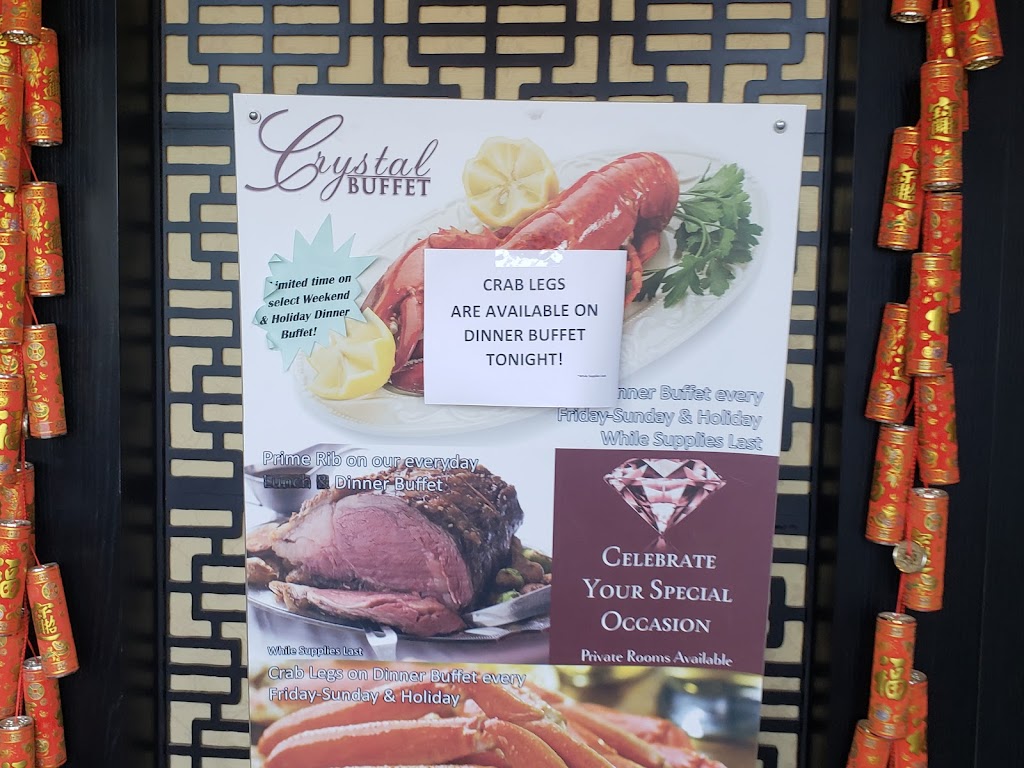 Crystal
BUFFET
Limited time on
select Weekend
& Holiday Dinner
Buffet!
CRAB LEGS
ARE AVAILABLE ON
DINNER BUFFET
TONIGHT!
Dinner Buffet every
Friday-Sunday & Holiday
While Supplies Last
Prime Rib on our everyday
Lunch & Dinner Buffet
CELEBRATE
YOUR SPECIAL
OCCASION
Private Rooms Available
While Supplies Last
Crab Legs on Dinner Buffet every
Friday-Sunday & Holiday
福